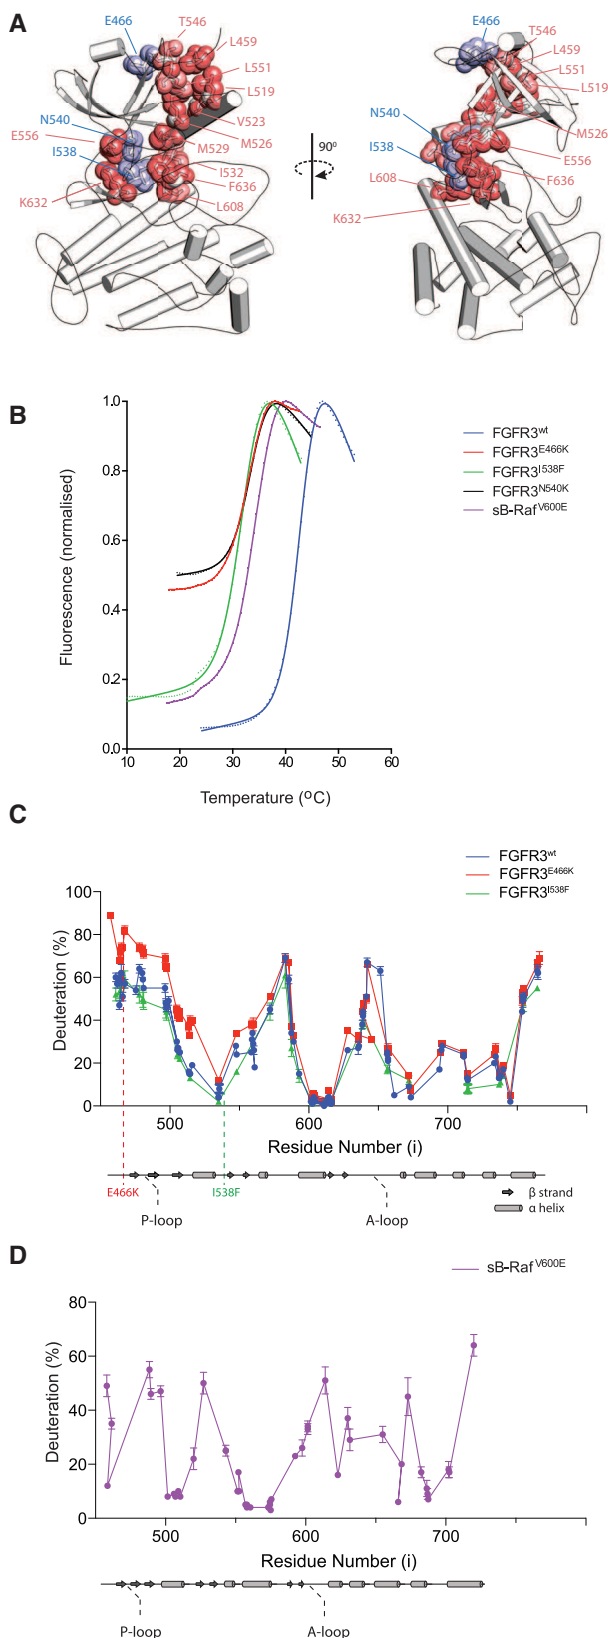 A
E466
T546
L459
L551
L519
V523
M526
M529
I532
F636
L608
N540
E556
I538
K632
90°
E466
T546
L459
L551
L519
M526
E556
F636
N540
I538
L608
K632
B
1.0
0.8
0.6
0.4
0.2
0.0
10 20 30 40 50 60
Fluorescence (normalised)
Temperature (°C)
FGFR3wt
FGFR3E466K
FGFR3I538F
FGFR3N540K
sB-RafV600E
C
FGFR3wt
FGFR3E466K
FGFR3I538F
100
80
60
40
20
0
Deuteration (%)
500 600 700
Residue Number (i)
E466K
I538F
P-loop
A-loop
β strand
α helix
D
sB-RafV600E
80
60
40
20
0
Deuteration (%)
500 600 700
Residue Number (i)
P-loop
A-loop